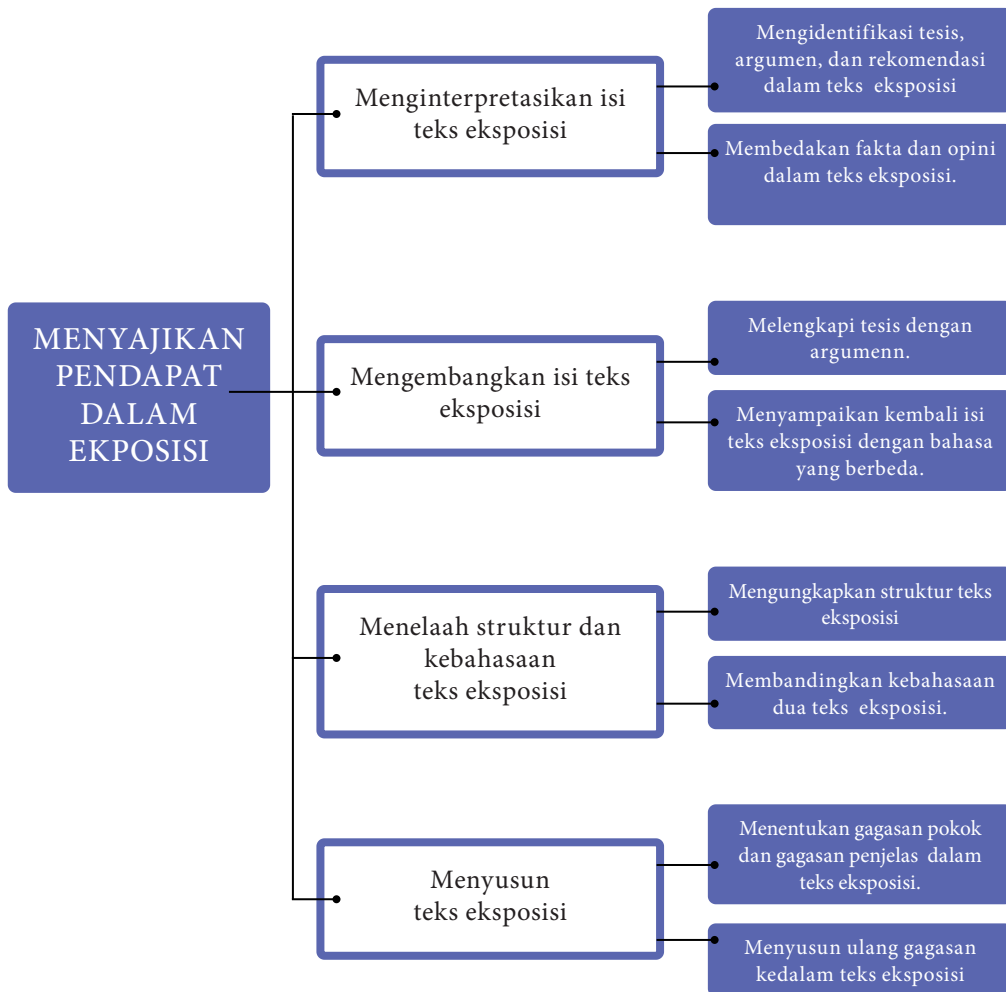 MENYAJIKAN
PENDAPAT
DALAM
EKPOSISI
Menginterpretasikan isi
teks eksposisi
Mengidentifikasi tesis,
argumen, dan rekomendasi
dalam teks eksposisi
Membedakan fakta dan opini
dalam teks eksposisi.
Mengembangkan isi teks
eksposisi
Melengkapi tesis dengan
argumenn.
Menyampaikan kembali isi
teks eksposisi dengan bahasa
yang berbeda.
Menelaah struktur dan
kebahasaan
teks eksposisi
Mengungkapkan struktur teks
eksposisi
Membandingkan kebahasaan
dua teks eksposisi.
Menyusun
teks eksposisi
Menentukan gagasan pokok
dan gagasan penjelas dalam
teks eksposisi.
Menyusun ulang gagasan
kedalam teks eksposisi